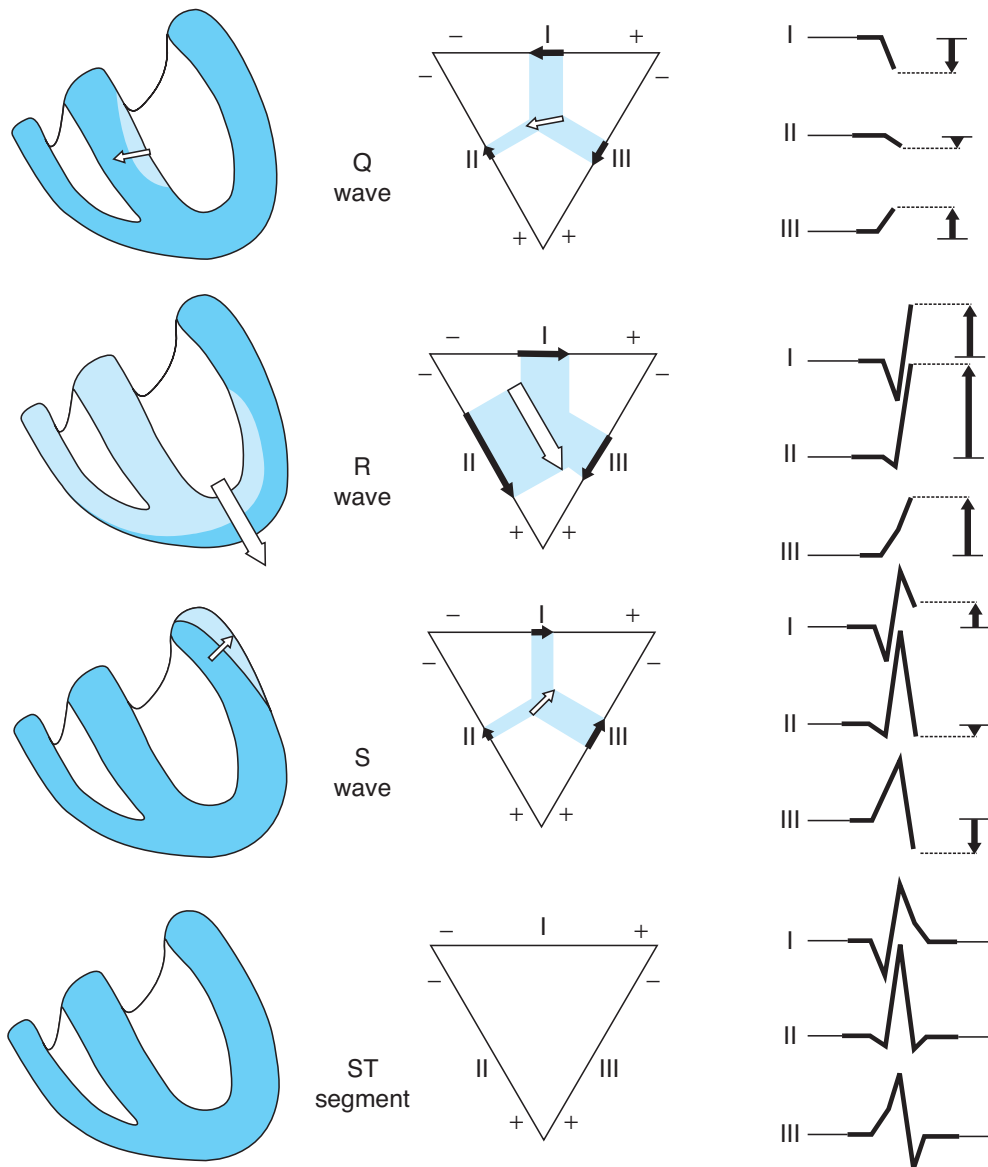 – I +
– –
II III
+ +
Q
wave
I
II
III
– I +
– –
II III
+ +
R
wave
I
II
III
– I +
– –
II III
+ +
S
wave
I
II
III
– I +
– –
II III
+ +
ST
segment
I
II
III